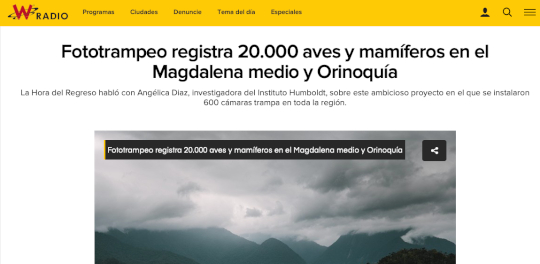 W RADIO
Programas Ciudades Denuncie Tema del día Especiales
Fototrampeo registra 20.000 aves y mamíferos en el
Magdalena medio y Orinoquía
La Hora del Regreso habló con Angélica Diaz, investigadora del Instituto Humboldt, sobre este ambicioso proyecto en el que se instalaron
600 cámaras trampa en toda la región.
Fototrampeo registra 20.000 aves y mamíferos en el Magdalena medio y Orinoquía